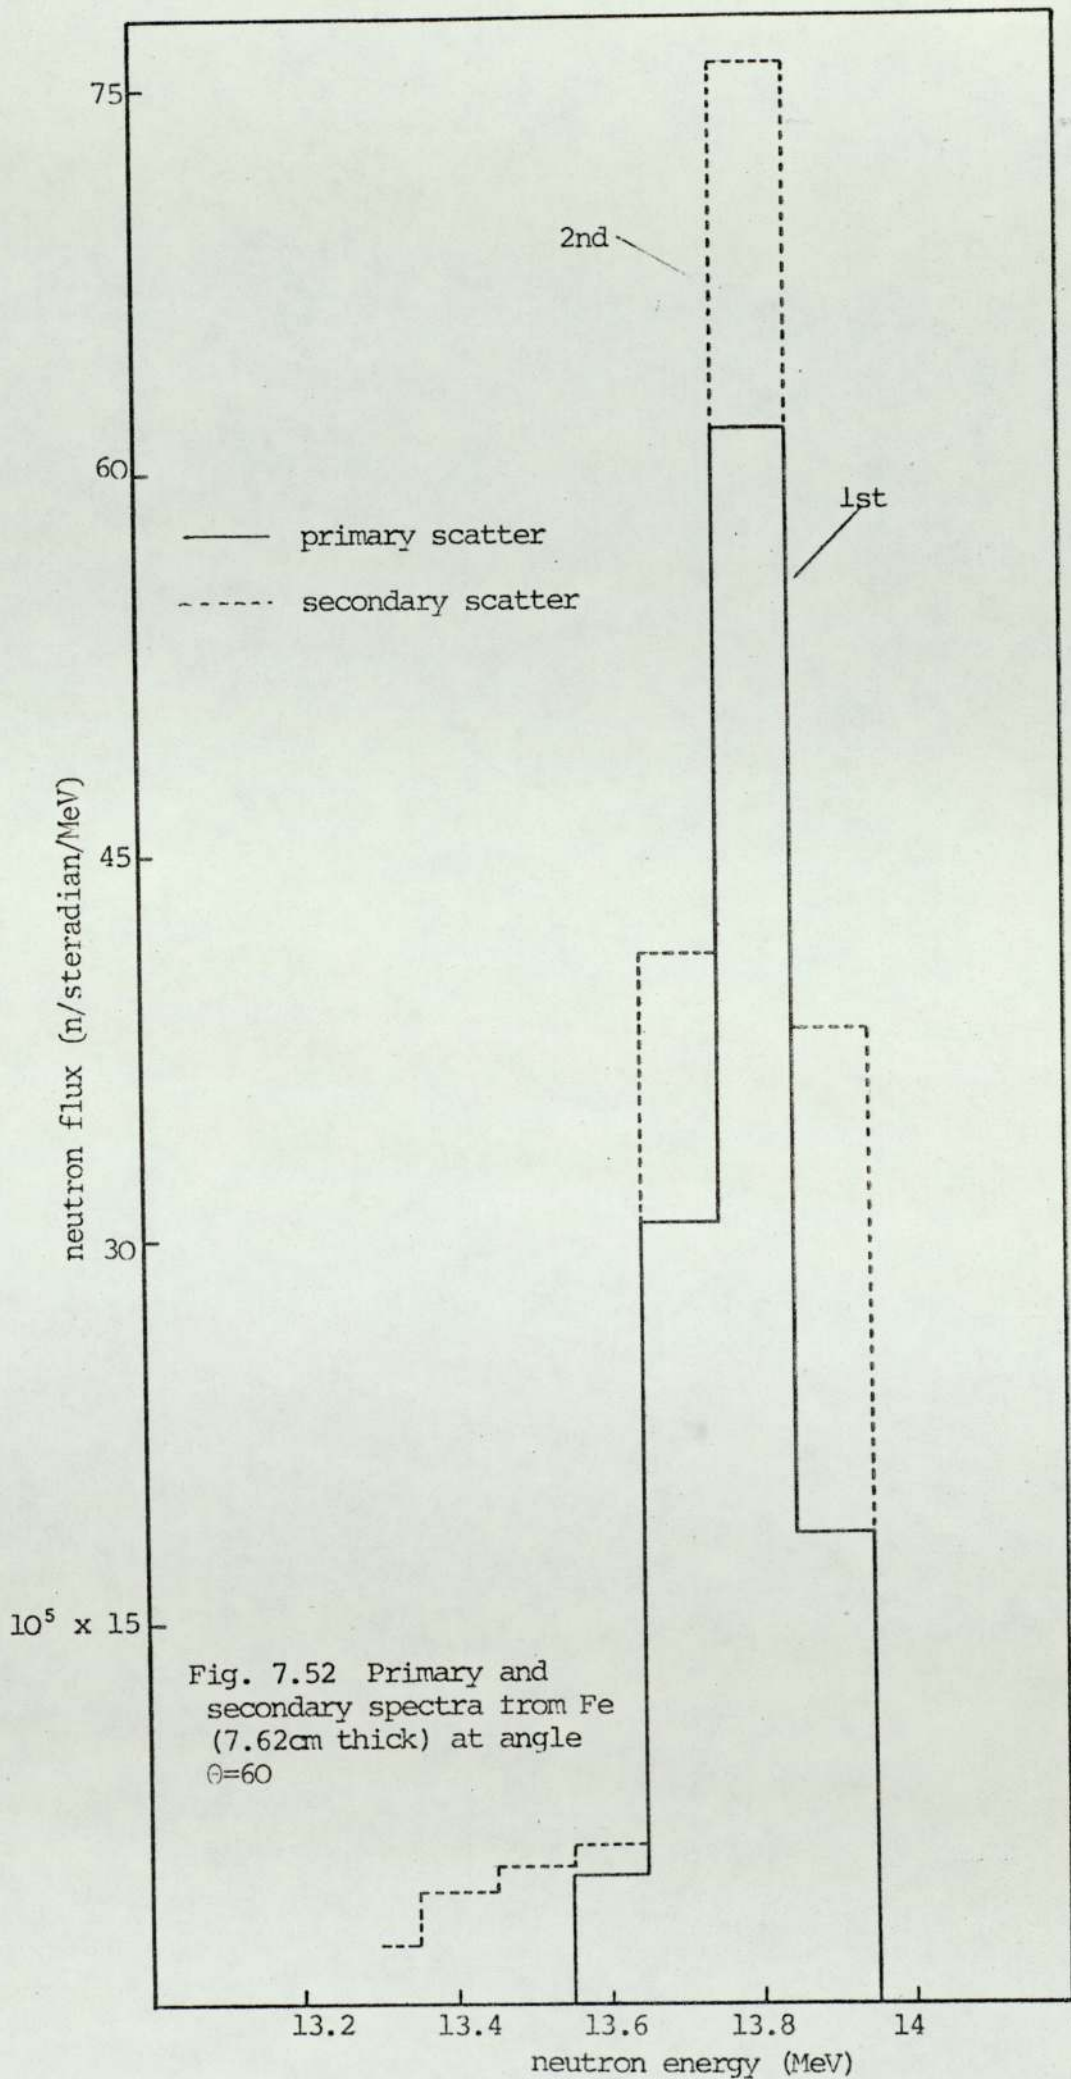 75
2nd
60
1st
primary scatter
secondary scatter
neutron flux (n/steradian/MeV)
45
30
10⁵ x 15
Fig. 7.52 Primary and
secondary spectra from Fe
(7.62cm thick) at angle
θ=60
13.2 13.4 13.6 13.8 14
neutron energy (MeV)